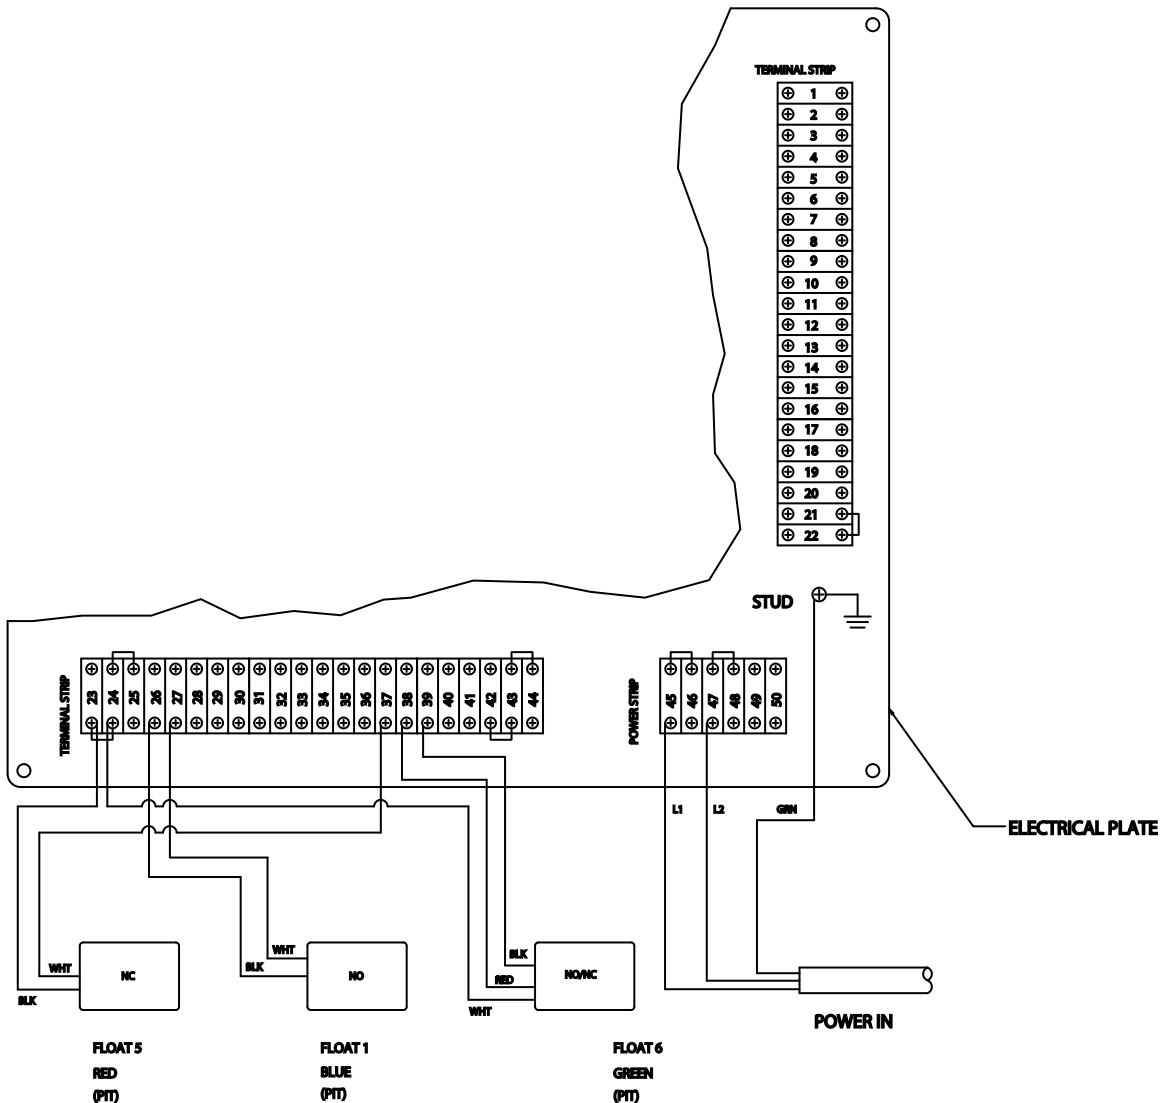 TERMINAL STRIP
1
2
3
4
5
6
7
8
9
10
11
12
13
14
15
16
17
18
19
20
21
22
STUD
TERMINAL STRIP
23 24 25 26 27 28 29 30 31 32 33 34 35 36 37 38 39 40 41 42 43 44
POWER STRIP
45 46 47 48 49 50
L1 L2 GRN
ELECTRICAL PLATE
WHT
BLK
NC
WHT
BLK
NO
BLK
RED
WHT
NO/NC
POWER IN
FLOAT 5
RED
(PIT)
FLOAT 1
BLUE
(PIT)
FLOAT 6
GREEN
(PIT)